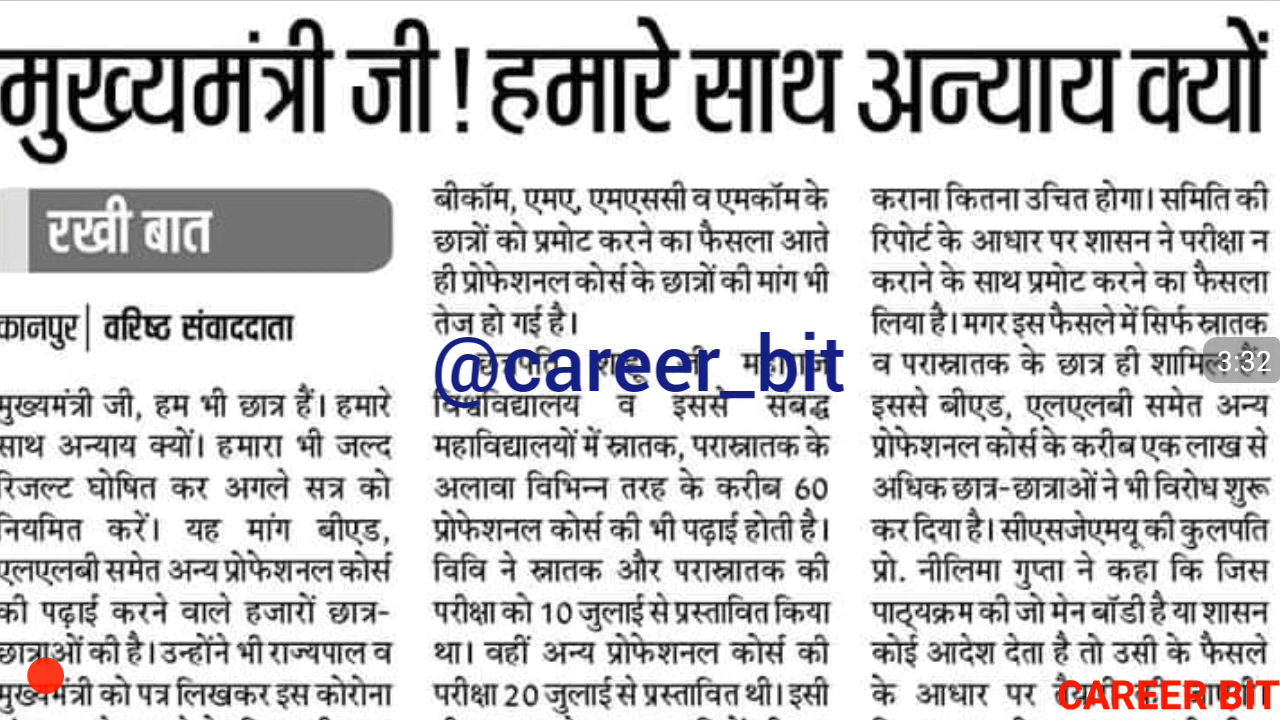 मुख्यमंत्री जी! हमारे साथ अन्याय क्यों
रखी बात
कानपुर | वरिष्ठ संवाददाता
मुख्यमंत्री जी, हम भी छात्र हैं। हमारे
साथ अन्याय क्यों। हमारा भी जल्द
रिजल्ट घोषित कर अगले सत्र को
नियमित करें। यह मांग बीएड,
एलएलबी समेत अन्य प्रोफेशनल कोर्स
की पढ़ाई करने वाले हजारों छात्र-
छात्राओं की है। उन्होंने भी राज्यपाल व
मुख्यमंत्री को पत्र लिखकर इस कोरोना
बीकॉम, एमए, एमएससी व एमकॉम के
छात्रों को प्रमोट करने का फैसला आते
ही प्रोफेशनल कोर्स के छात्रों की मांग भी
तेज हो गई है।
छत्रपति शाहू जी महाराज
विश्वविद्यालय व इससे संबद्ध
महाविद्यालयों में स्नातक, परास्नातक के
अलावा विभिन्न तरह के करीब 60
प्रोफेशनल कोर्स की भी पढ़ाई होती है।
विवि ने स्नातक और परास्नातक की
परीक्षा को 10 जुलाई से प्रस्तावित किया
था। वहीं अन्य प्रोफेशनल कोर्स की
परीक्षा 20 जुलाई से प्रस्तावित थी। इसी
कराना कितना उचित होगा। समिति की
रिपोर्ट के आधार पर शासन ने परीक्षा न
कराने के साथ प्रमोट करने का फैसला
लिया है। मगर इस फैसले में सिर्फ स्नातक
व परास्नातक के छात्र ही शामिल हैं।
इससे बीएड, एलएलबी समेत अन्य
प्रोफेशनल कोर्स के करीब एक लाख से
अधिक छात्र-छात्राओं ने भी विरोध शुरू
कर दिया है। सीएसजेएमयू की कुलपति
प्रो. नीलिमा गुप्ता ने कहा कि जिस
पाठ्यक्रम की जो मेन बॉडी है या शासन
कोई आदेश देता है तो उसी के फैसले
के आधार पर
@career_bit
3:32
CAREER BIT